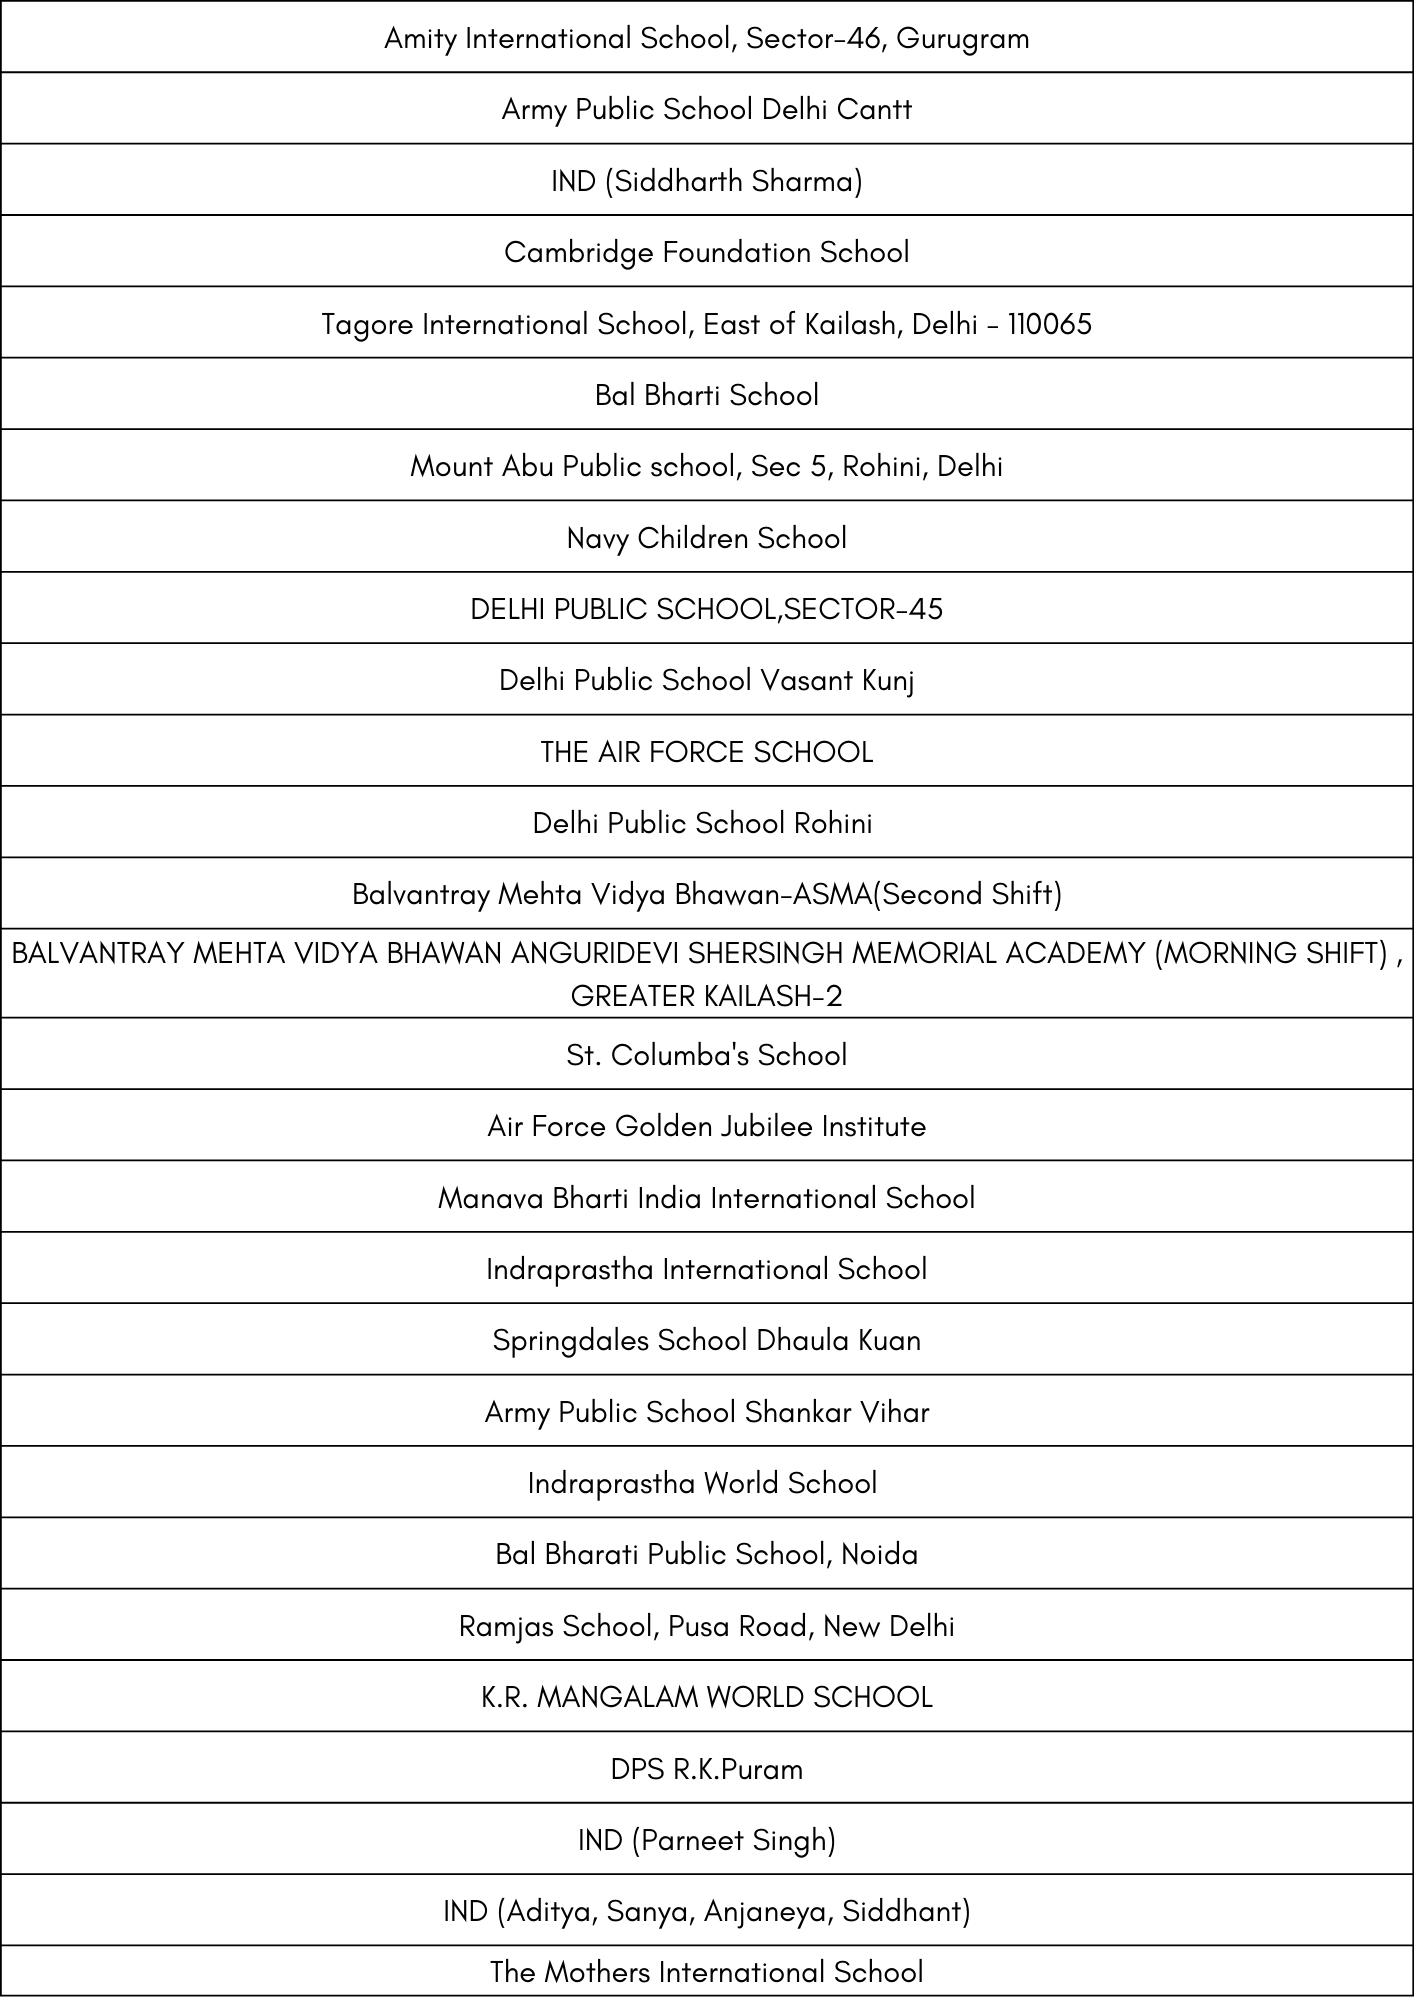 Amity International School, Sector-46, Gurugram
Army Public School Delhi Cantt
IND (Siddharth Sharma)
Cambridge Foundation School
Tagore International School, East of Kailash, Delhi - 110065
Bal Bharti School
Mount Abu Public school, Sec 5, Rohini, Delhi
Navy Children School
DELHI PUBLIC SCHOOL,SECTOR-45
Delhi Public School Vasant Kunj
THE AIR FORCE SCHOOL
Delhi Public School Rohini
Balvantray Mehta Vidya Bhawan-ASMA(Second Shift)
BALVANTRAY MEHTA VIDYA BHAWAN ANGURIDEVI SHERSINGH MEMORIAL ACADEMY (MORNING SHIFT) ,
GREATER KAILASH-2
St. Columba's School
Air Force Golden Jubilee Institute
Manava Bharti India International School
Indraprastha International School
Springdales School Dhaula Kuan
Army Public School Shankar Vihar
Indraprastha World School
Bal Bharati Public School, Noida
Ramjas School, Pusa Road, New Delhi
K.R. MANGALAM WORLD SCHOOL
DPS R.K.Puram
IND (Parneet Singh)
IND (Aditya, Sanya, Anjaneya, Siddhant)
The Mothers International School